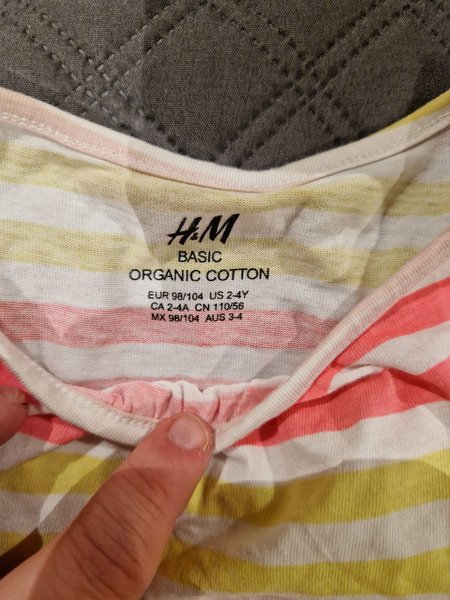 H&M
BASIC
ORGANIC COTTON
EUR 98/104 US 2-4Y
CA 2-4A CN 110/56
MX 98/104 AUS 3-4